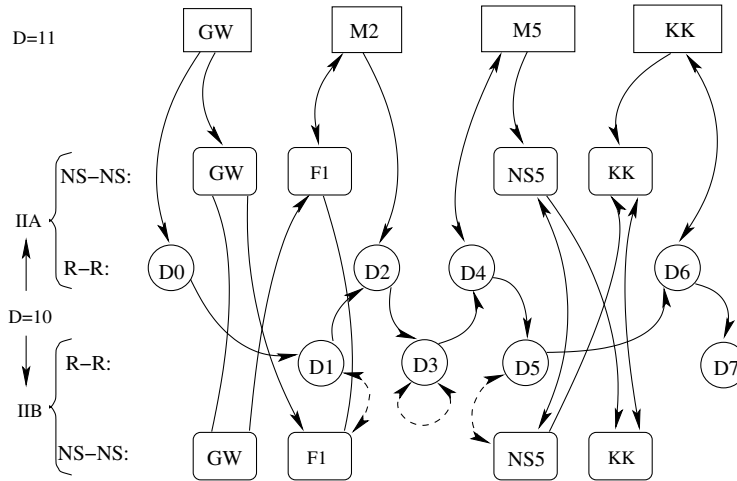 D=11
GW
M2
M5
KK
NS−NS:
GW
F1
NS5
KK
IIA
R−R:
D0
D2
D4
D6
D=10
R−R:
D1
D3
D5
D7
IIB
NS−NS:
GW
F1
NS5
KK